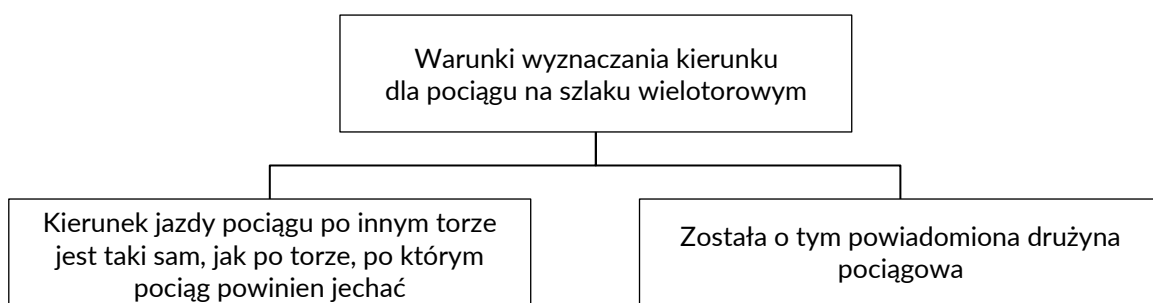 Warunki wyznaczania kierunku
dla pociągu na szlaku wielotorowym
Kierunek jazdy pociągu po innym torze
jest taki sam, jak po torze, po którym
pociąg powinien jechać
Została o tym powiadomiona drużyna
pociągowa